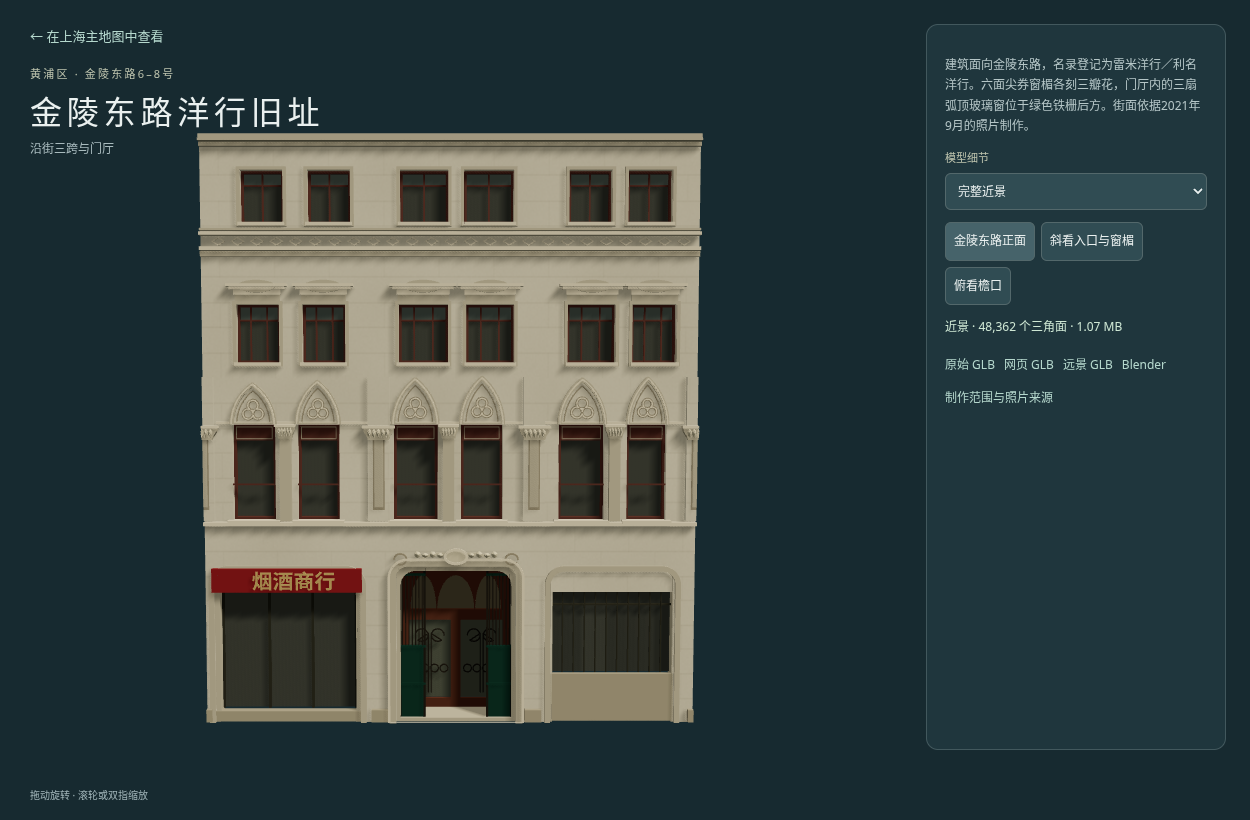 ← 在上海主地图中查看
黄浦区 · 金陵东路6–8号
金陵东路洋行旧址
沿街三跨与门厅
烟酒商行
拖动旋转 · 滚轮或双指缩放
建筑面向金陵东路，名录登记为雷米洋行／利名
洋行。六面尖券窗楣各刻三瓣花，门厅内的三扇
弧顶玻璃窗位于绿色铁栅后方。街面依据2021年
9月的照片制作。
模型细节
完整近景
金陵东路正面 斜看入口与窗楣
俯看檐口
近景 · 48,362 个三角面 · 1.07 MB
原始 GLB 网页 GLB 远景 GLB Blender
制作范围与照片来源